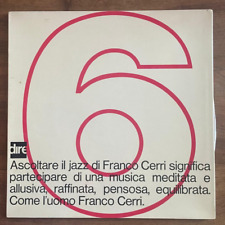 6
dire
Ascoltare il jazz di Franco Cerri significa
partecipare di una musica meditata e
allusiva, raffinata, pensosa, equilibrata.
Come l'uomo Franco Cerri.